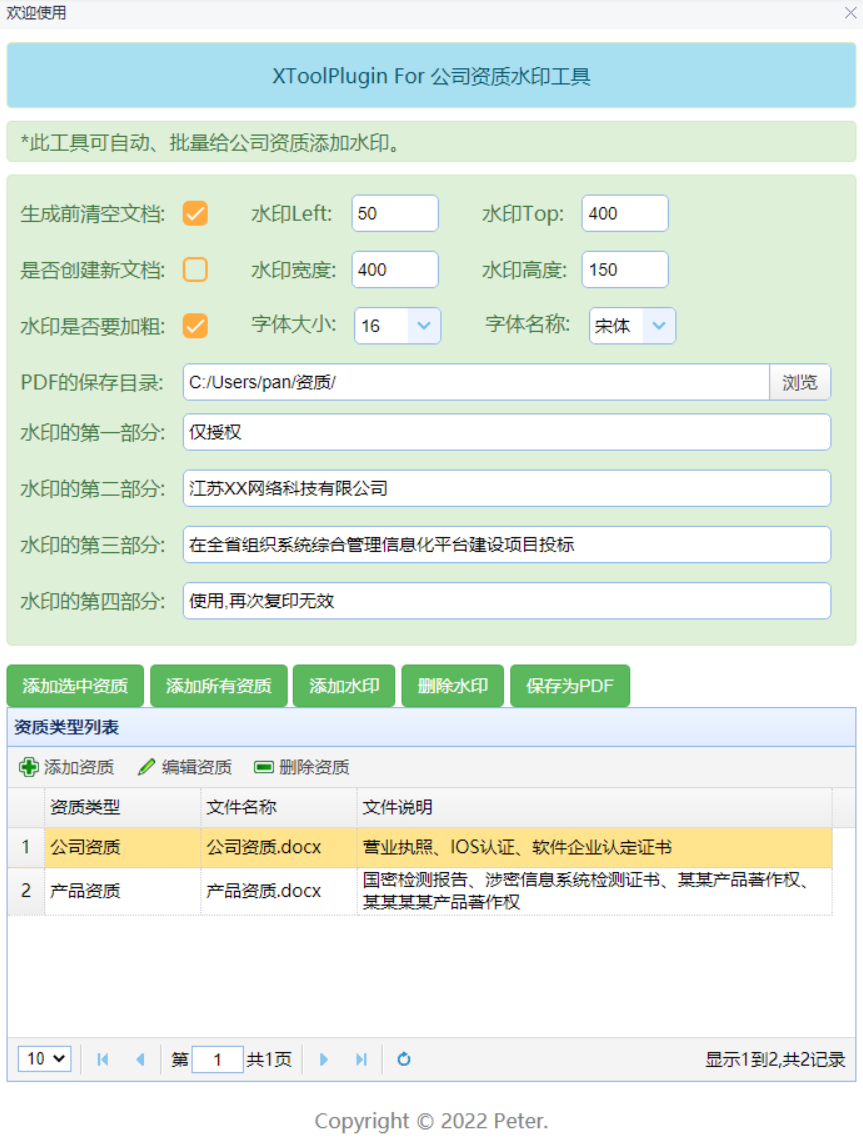 欢迎使用
XToolPlugin For 公司资质水印工具
*此工具可自动、批量给公司资质添加水印。
生成前清空文档: 水印Left: 50 水印Top: 400
是否创建新文档: 水印宽度: 400 水印高度: 150
水印是否要加粗: 字体大小: 16 字体名称: 宋体
PDF的保存目录: C:/Users/pan/资质/ 浏览
水印的第一部分: 仅授权
水印的第二部分: 江苏XX网络科技有限公司
水印的第三部分: 在全省组织系统综合管理信息化平台建设项目投标
水印的第四部分: 使用,再次复印无效
添加选中资质 添加所有资质 添加水印 删除水印 保存为PDF
资质类型列表
添加资质 编辑资质 删除资质
资质类型 文件名称 文件说明
1 公司资质 公司资质.docx 营业执照、IOS认证、软件企业认定证书
2 产品资质 产品资质.docx 国密检测报告、涉密信息系统检测证书、某某产品著作权、
某某某某产品著作权
10 第 1 共1页 显示1到2,共2记录
Copyright © 2022 Peter.